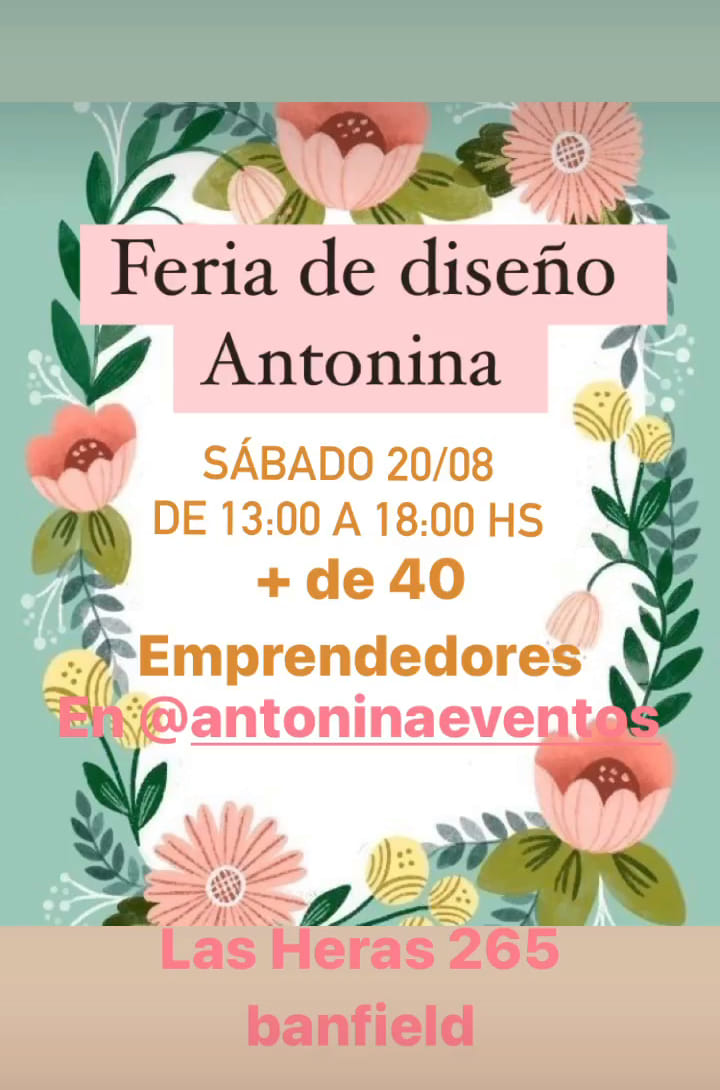 Feria de diseño
Antonina
SÁBADO 20/08
DE 13:00 A 18:00 HS
+ de 40
Emprendedores
En @antoninaeventos
Las Heras 265
banfield